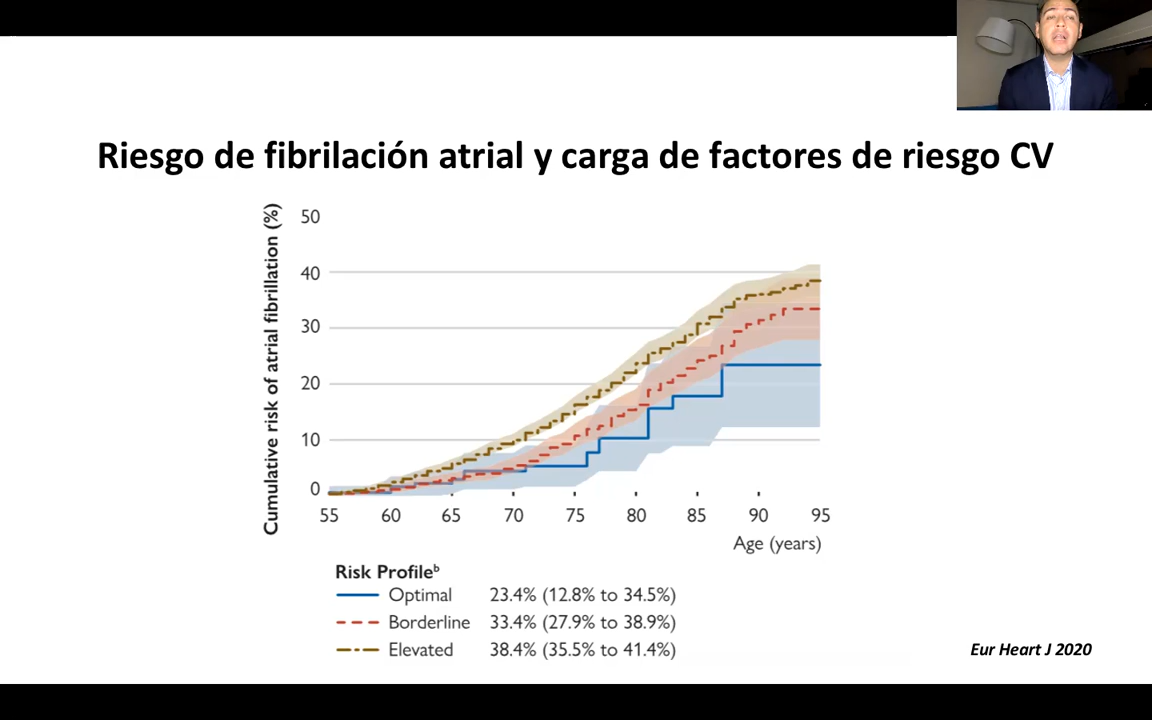 Riesgo de fibrilación atrial y carga de factores de riesgo CV
Cumulative risk of atrial fibrillation (%)
50
40
30
20
10
0
55 60 65 70 75 80 85 90 95
Age (years)
Risk Profileᵇ
Optimal 23.4% (12.8% to 34.5%)
Borderline 33.4% (27.9% to 38.9%)
Elevated 38.4% (35.5% to 41.4%)
Eur Heart J 2020